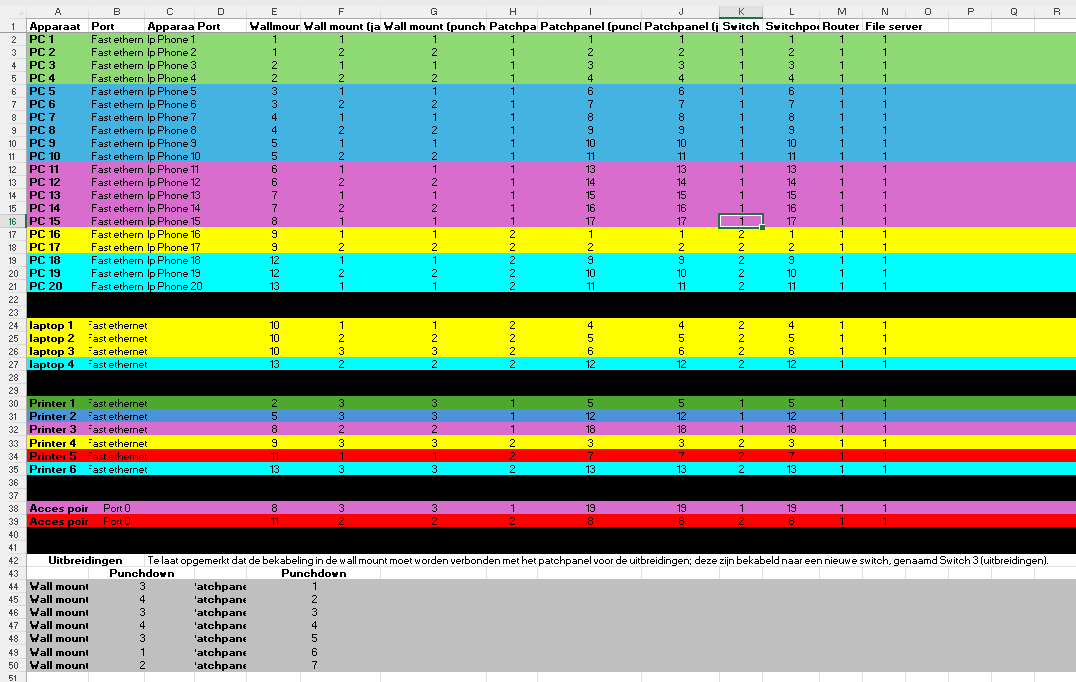 A B C D E F G H I J K L M N O P Q R
1 Apparaat Port Apparaa Port Wallmour Wall mount (ja Wall mount (punch Patchpa Patchpanel (puncl Patchpanel (j Switch Switchpo Router File server
2 PC 1 Fast ethern Ip Phone 1 1 1 1 1 1 1 1 1 1 1
3 PC 2 Fast ethern Ip Phone 2 1 2 2 1 2 2 1 2 1 1
4 PC 3 Fast ethern Ip Phone 3 2 1 1 1 3 3 1 3 1 1
5 PC 4 Fast ethern Ip Phone 4 2 2 2 1 4 4 1 4 1 1
6 PC 5 Fast ethern Ip Phone 5 3 1 1 1 6 6 1 6 1 1
7 PC 6 Fast ethern Ip Phone 6 3 2 2 1 7 7 1 7 1 1
8 PC 7 Fast ethern Ip Phone 7 4 1 1 1 8 8 1 8 1 1
9 PC 8 Fast ethern Ip Phone 8 4 2 2 1 9 9 1 9 1 1
10 PC 9 Fast ethern Ip Phone 9 5 1 1 1 10 10 1 10 1 1
11 PC 10 Fast ethern Ip Phone 10 5 2 2 1 11 11 1 11 1 1
12 PC 11 Fast ethern Ip Phone 11 6 1 1 1 13 13 1 13 1 1
13 PC 12 Fast ethern Ip Phone 12 6 2 2 1 14 14 1 14 1 1
14 PC 13 Fast ethern Ip Phone 13 7 1 1 1 15 15 1 15 1 1
15 PC 14 Fast ethern Ip Phone 14 7 2 2 1 16 16 1 16 1 1
16 PC 15 Fast ethern Ip Phone 15 8 1 1 1 17 17 1 17 1 1
17 PC 16 Fast ethern Ip Phone 16 9 1 1 2 1 1 2 1 1 1
18 PC 17 Fast ethern Ip Phone 17 9 2 2 2 2 2 2 2 1 1
19 PC 18 Fast ethern Ip Phone 18 12 1 1 2 9 9 2 9 1 1
20 PC 19 Fast ethern Ip Phone 19 12 2 2 2 10 10 2 10 1 1
21 PC 20 Fast ethern Ip Phone 20 13 1 1 2 11 11 2 11 1 1
22
23
24 laptop 1 Fast ethernet 10 1 1 2 4 4 2 4 1 1
25 laptop 2 Fast ethernet 10 2 2 2 5 5 2 5 1 1
26 laptop 3 Fast ethernet 10 3 3 2 6 6 2 6 1 1
27 laptop 4 Fast ethernet 13 2 2 2 12 12 2 12 1 1
28
29
30 Printer 1 Fast ethernet 2 3 3 1 5 5 1 5 1 1
31 Printer 2 Fast ethernet 5 3 3 1 12 12 1 12 1 1
32 Printer 3 Fast ethernet 8 2 2 1 18 18 1 18 1 1
33 Printer 4 Fast ethernet 9 3 3 2 3 3 2 3 1 1
34 Printer 5 Fast ethernet 11 1 1 2 7 7 2 7 1 1
35 Printer 6 Fast ethernet 13 3 3 2 13 13 2 13 1 1
36
37
38 Acces poir Port 0 8 3 3 1 19 19 1 19 1 1
39 Acces poir Port 0 11 2 2 2 8 8 2 8 1 1
40
41
42 Uitbreidingen Te laat opgemerkt dat de bekabeling in de wall mount moet worden verbonden met het patchpanel voor de uitbreidingen; deze zijn bekabeld naar een nieuwe switch, genaamd Switch 3 (uitbreidingen).
43 Punchdown Punchdown
44 Wall mount 3 'atchpane 1
45 Wall mount 4 'atchpane 2
46 Wall mount 3 'atchpane 3
47 Wall mount 4 'atchpane 4
48 Wall mount 3 'atchpane 5
49 Wall mount 1 'atchpane 6
50 Wall mount 2 'atchpane 7
51